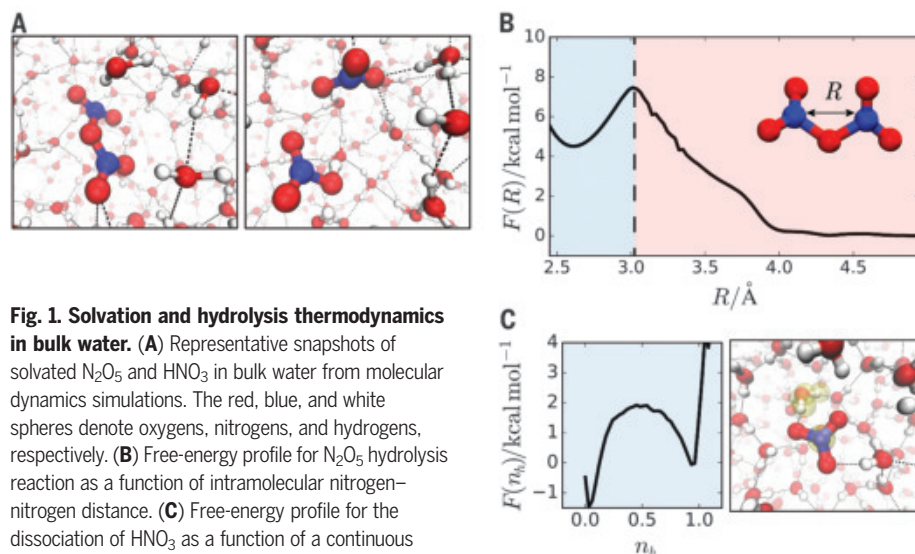 A
B
10
8
6
4
2
0
F(R)/kcal mol⁻¹
R
2.5 3.0 3.5 4.0 4.5
R/Å
Fig. 1. Solvation and hydrolysis thermodynamics
in bulk water. (A) Representative snapshots of
solvated N₂O₅ and HNO₃ in bulk water from molecular
dynamics simulations. The red, blue, and white
spheres denote oxygens, nitrogens, and hydrogens,
respectively. (B) Free-energy profile for N₂O₅ hydrolysis
reaction as a function of intramolecular nitrogen–
nitrogen distance. (C) Free-energy profile for the
dissociation of HNO₃ as a function of a continuous
C
4
3
2
1
0
−1
F(nₕ)/kcal mol⁻¹
0.0 0.5 1.0
nₕ